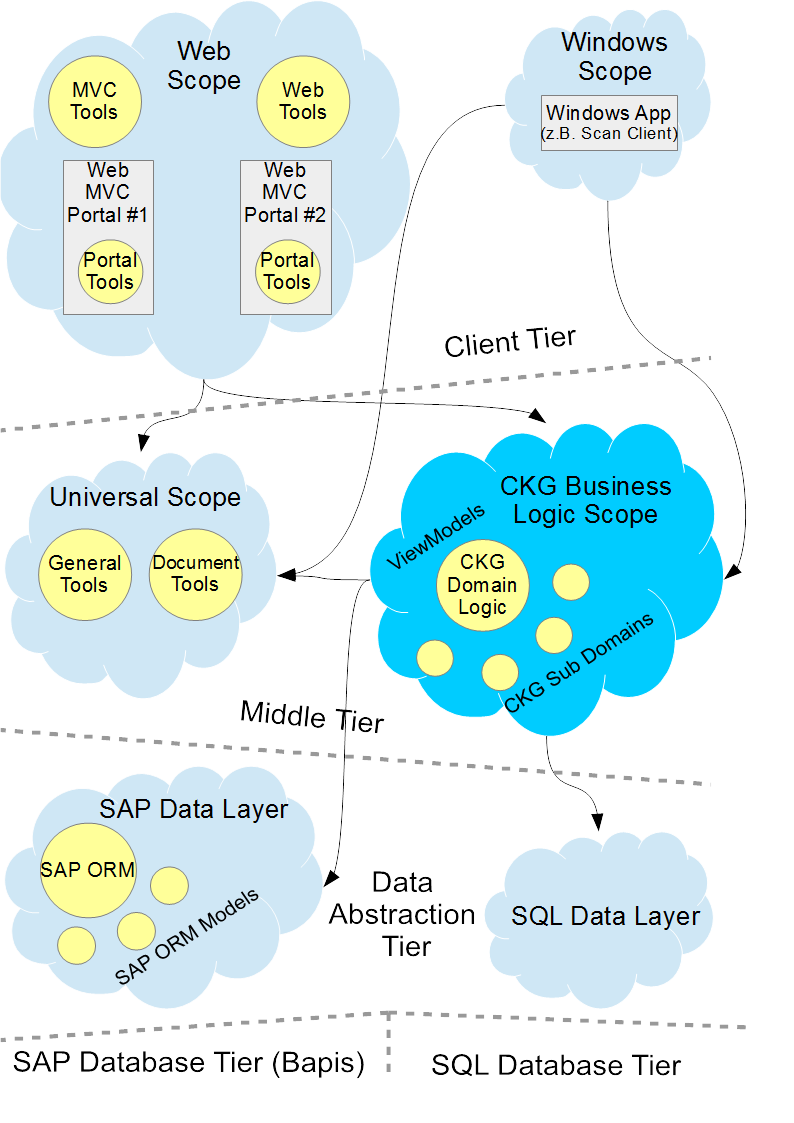 Web
Scope
MVC
Tools
Web
Tools
Web
MVC
Portal #1
Portal
Tools
Web
MVC
Portal #2
Portal
Tools
Windows
Scope
Windows App
(z.B. Scan Client)
Client Tier
Universal Scope
General
Tools
Document
Tools
CKG Business
Logic Scope
ViewModels
CKG
Domain
Logic
CKG Sub Domains
Middle Tier
SAP Data Layer
SAP ORM
SAP ORM Models
Data
Abstraction
Tier
SQL Data Layer
SAP Database Tier (Bapis)
SQL Database Tier